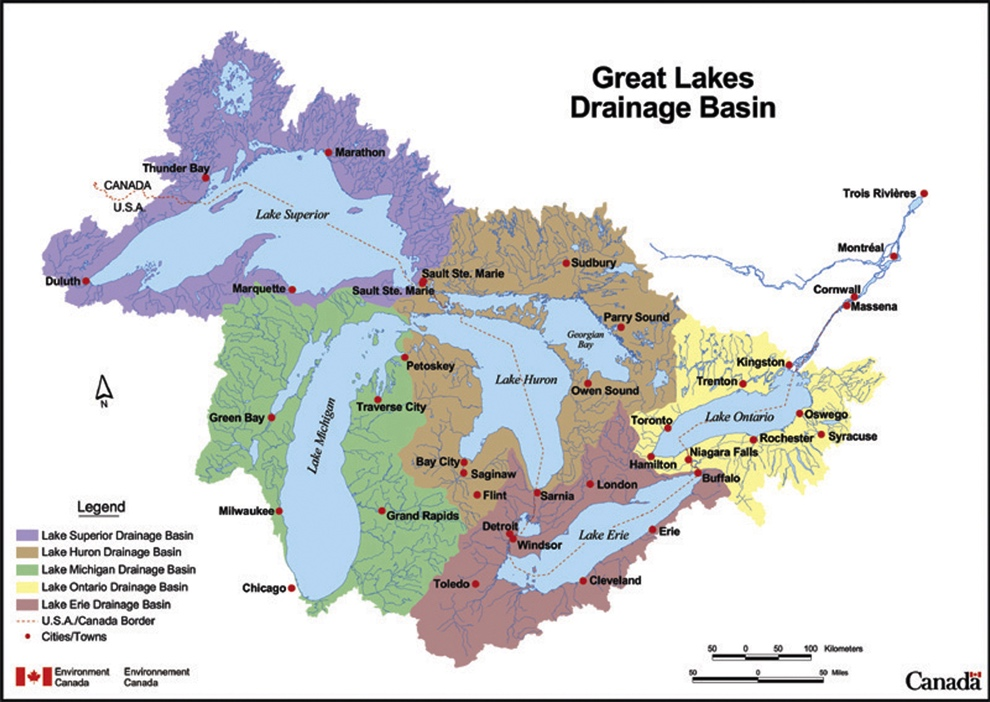 Great Lakes
Drainage Basin
Marathon
Thunder Bay
CANADA
U.S.A.
Lake Superior
Trois Rivières
Montréal
Sudbury
Sault Ste. Marie
Duluth
Marquette
Sault Ste. Marie
Cornwall
Massena
Parry Sound
Georgian
Bay
Kingston
Petoskey
Lake Huron
Trenton
Owen Sound
N
Traverse City
Green Bay
Lake Michigan
Toronto
Lake Ontario
Oswego
Rochester
Syracuse
Niagara Falls
Hamilton
Bay City
Saginaw
Buffalo
London
Flint
Sarnia
Legend
Milwaukee
Grand Rapids
Detroit
Windsor
Lake Erie
Erie
Lake Superior Drainage Basin
Lake Huron Drainage Basin
Lake Michigan Drainage Basin
Lake Ontario Drainage Basin
Lake Erie Drainage Basin
U.S.A./Canada Border
Cities/Towns
Chicago
Toledo
Cleveland
50 0 50 100 Kilometers
50 0 50 Miles
Environment
Canada
Environnement
Canada
Canada